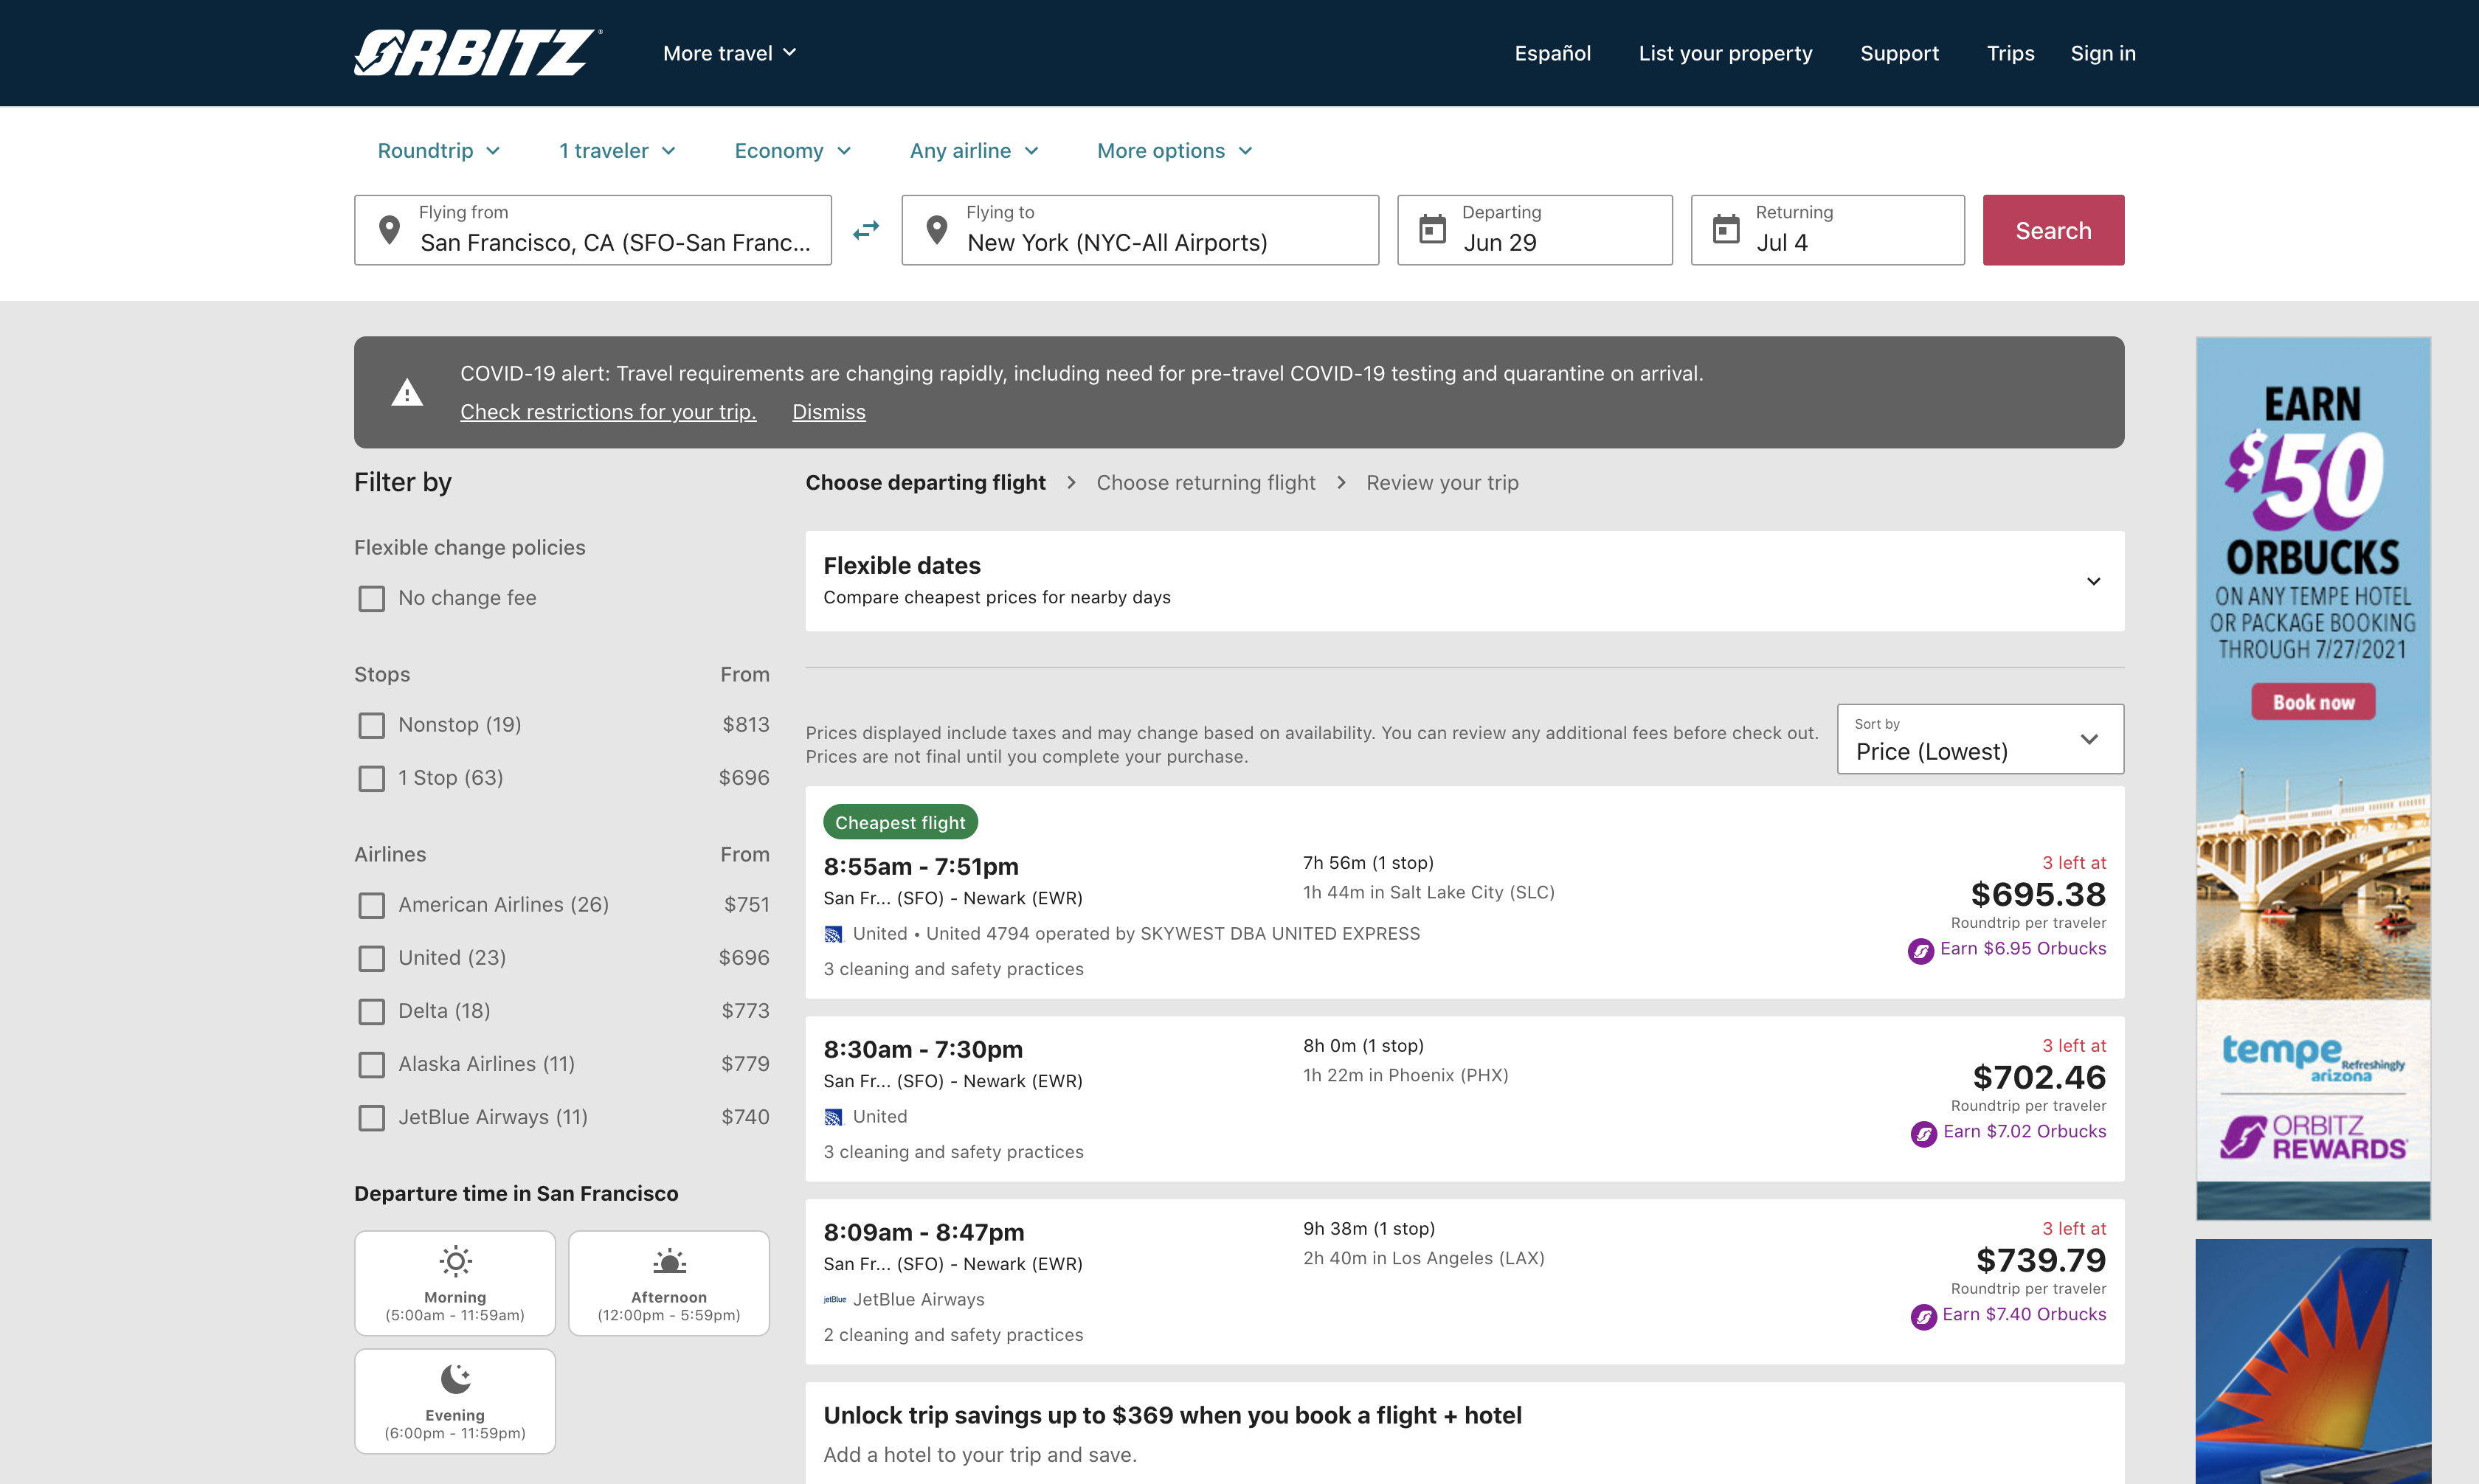 ORBITZ
More travel
Español
List your property
Support
Trips
Sign in
Roundtrip
1 traveler
Economy
Any airline
More options
Flying from
San Francisco, CA (SFO-San Franc...
Flying to
New York (NYC-All Airports)
Departing
Jun 29
Returning
Jul 4
Search
COVID-19 alert: Travel requirements are changing rapidly, including need for pre-travel COVID-19 testing and quarantine on arrival.
Check restrictions for your trip.
Dismiss
Filter by
Flexible change policies
No change fee
Stops From
Nonstop (19) $813
1 Stop (63) $696
Airlines From
American Airlines (26) $751
United (23) $696
Delta (18) $773
Alaska Airlines (11) $779
JetBlue Airways (11) $740
Departure time in San Francisco
Morning
(5:00am - 11:59am)
Afternoon
(12:00pm - 5:59pm)
Evening
(6:00pm - 11:59pm)
Choose departing flight
Choose returning flight
Review your trip
Flexible dates
Compare cheapest prices for nearby days
Prices displayed include taxes and may change based on availability. You can review any additional fees before check out.
Prices are not final until you complete your purchase.
Sort by
Price (Lowest)
Cheapest flight
8:55am - 7:51pm
San Fr... (SFO) - Newark (EWR)
United • United 4794 operated by SKYWEST DBA UNITED EXPRESS
3 cleaning and safety practices
7h 56m (1 stop)
1h 44m in Salt Lake City (SLC)
3 left at
$695.38
Roundtrip per traveler
Earn $6.95 Orbucks
8:30am - 7:30pm
San Fr... (SFO) - Newark (EWR)
United
3 cleaning and safety practices
8h 0m (1 stop)
1h 22m in Phoenix (PHX)
3 left at
$702.46
Roundtrip per traveler
Earn $7.02 Orbucks
8:09am - 8:47pm
San Fr... (SFO) - Newark (EWR)
jetBlue JetBlue Airways
2 cleaning and safety practices
9h 38m (1 stop)
2h 40m in Los Angeles (LAX)
3 left at
$739.79
Roundtrip per traveler
Earn $7.40 Orbucks
Unlock trip savings up to $369 when you book a flight + hotel
Add a hotel to your trip and save.
EARN
$50
ORBUCKS
ON ANY TEMPE HOTEL
OR PACKAGE BOOKING
THROUGH 7/27/2021
Book now
tempe
Refreshingly
arizona
ORBITZ
REWARDS